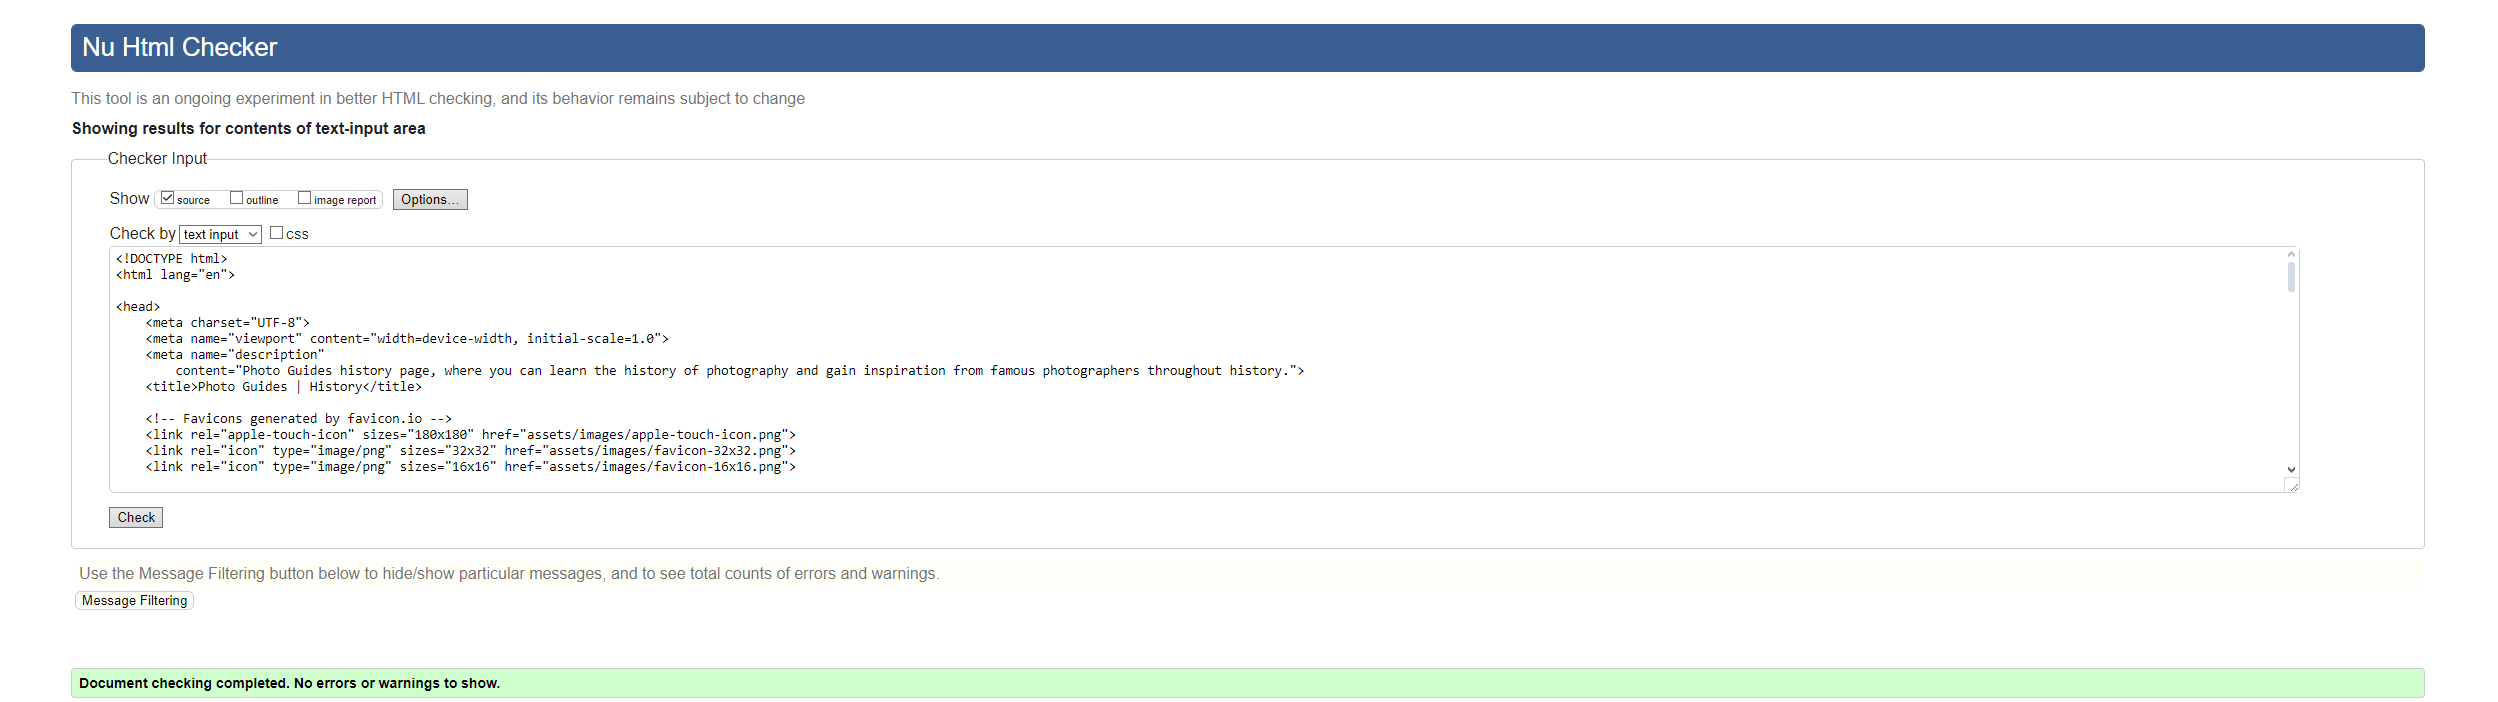 Nu Html Checker
This tool is an ongoing experiment in better HTML checking, and its behavior remains subject to change
Showing results for contents of text-input area
Checker Input
Show source outline image report Options...
Check by text input css
<!DOCTYPE html>
<html lang="en">
<head>
<meta charset="UTF-8">
<meta name="viewport" content="width=device-width, initial-scale=1.0">
<meta name="description"
content="Photo Guides history page, where you can learn the history of photography and gain inspiration from famous photographers throughout history.">
<title>Photo Guides | History</title>
<!-- Favicons generated by favicon.io -->
<link rel="apple-touch-icon" sizes="180x180" href="assets/images/apple-touch-icon.png">
<link rel="icon" type="image/png" sizes="32x32" href="assets/images/favicon-32x32.png">
<link rel="icon" type="image/png" sizes="16x16" href="assets/images/favicon-16x16.png">
Check
Use the Message Filtering button below to hide/show particular messages, and to see total counts of errors and warnings.
Message Filtering
Document checking completed. No errors or warnings to show.